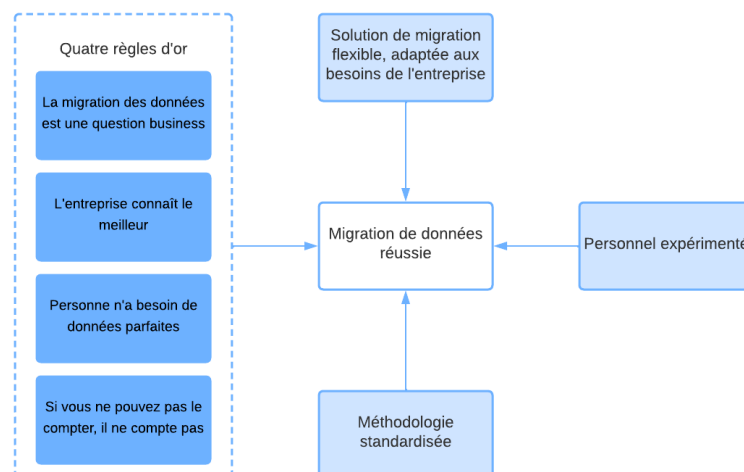 Quatre règles d'or
La migration des données
est une question business
L'entreprise connaît le
meilleur
Personne n'a besoin de
données parfaites
Si vous ne pouvez pas le
compter, il ne compte pas
Solution de migration
flexible, adaptée aux
besoins de l'entreprise
Migration de données
réussie
Personnel expérimenté
Méthodologie
standardisée